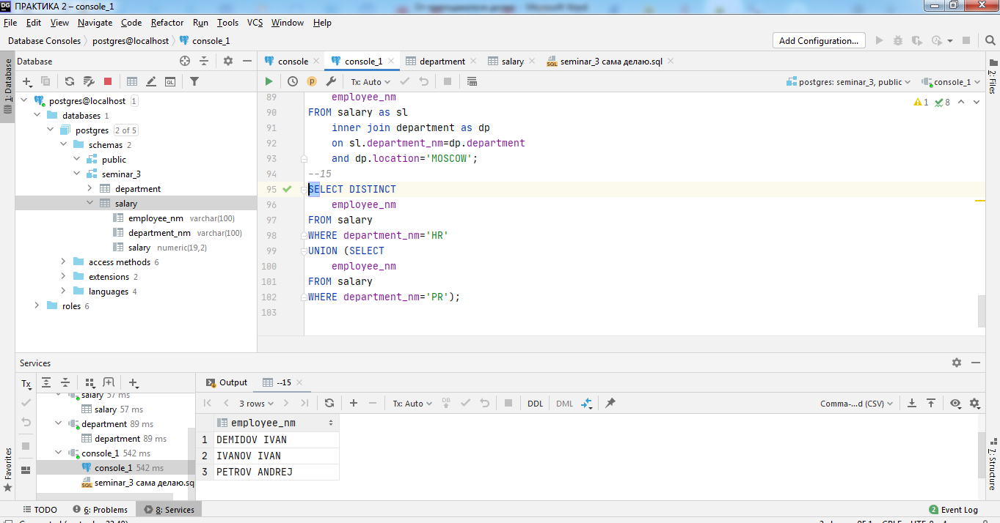 ПРАКТИКА 2 – console_1
File Edit View Navigate Code Refactor Run Tools VCS Window Help
Database Consoles postgres@localhost console_1
Add Configuration...
1: Database
Database
postgres@localhost 1
databases 1
postgres 2 of 5
schemas 2
public
seminar_3
department
salary
employee_nm varchar(100)
department_nm varchar(100)
salary numeric(19,2)
access methods 6
extensions 2
languages 4
roles 6
console console_1 department salary seminar_3 сама делаю.sql
Tx: Auto
postgres: seminar_3, public console_1
1 8
89 employee_nm
90 FROM salary as sl
91 inner join department as dp
92 on sl.department_nm=dp.department
93 and dp.location='MOSCOW';
94 --15
95 SELECT DISTINCT
96 employee_nm
97 FROM salary
98 WHERE department_nm='HR'
99 UNION (SELECT
100 employee_nm
101 FROM salary
102 WHERE department_nm='PR');
103
2: Files
7: Structure
Favorites
Services
Tx
salary 57 ms
salary 57 ms
department 89 ms
department 89 ms
console_1 542 ms
console_1 542 ms
seminar_3 сама делаю.sq
Output --15
3 rows Tx: Auto DB DDL DML Comma-...d (CSV)
employee_nm
1 DEMIDOV IVAN
2 IVANOV IVAN
3 PETROV ANDREJ
TODO 6: Problems 8: Services
2 Event Log